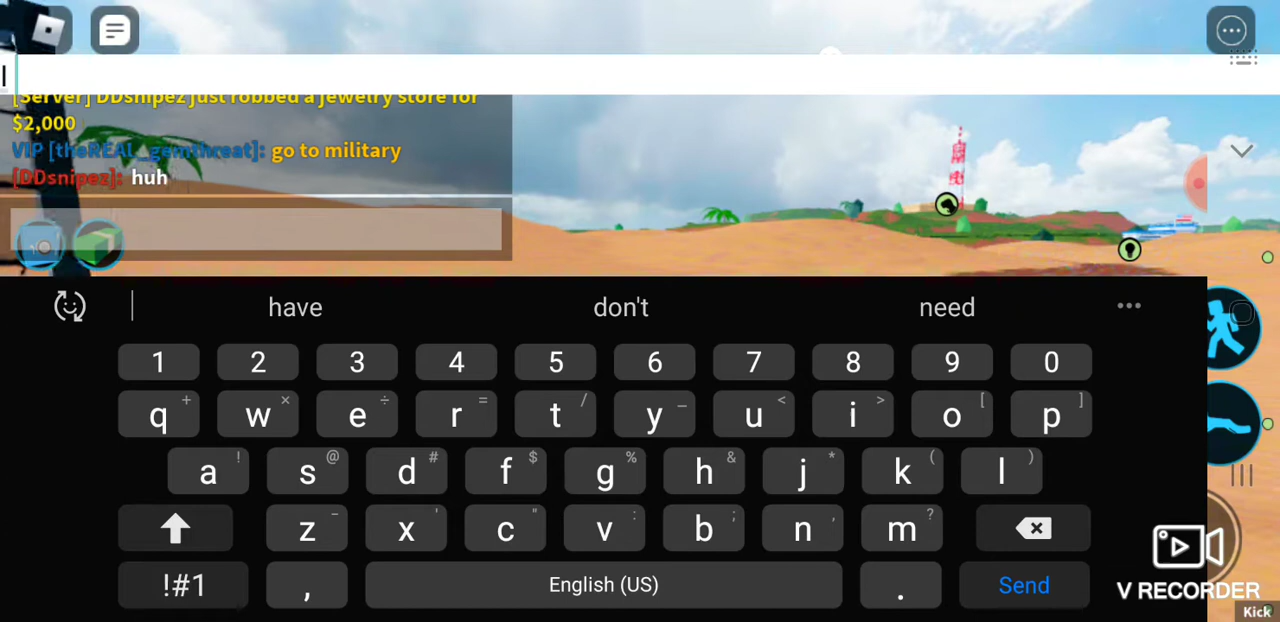 [Server] DDsnipez just robbed a jewelry store for
$2,000
VIP [theREAL_gemthreat]: go to military
[DDsnipez]: huh
have don't need
1 2 3 4 5 6 7 8 9 0
q + w × e ÷ r = t / y _ u < i > o [ p ]
a ! s @ d # f $ g % h & j * k ( l )
z - x ' c " v : b ; n , m ?
!#1 , English (US) . Send
V RECORDER
Kick